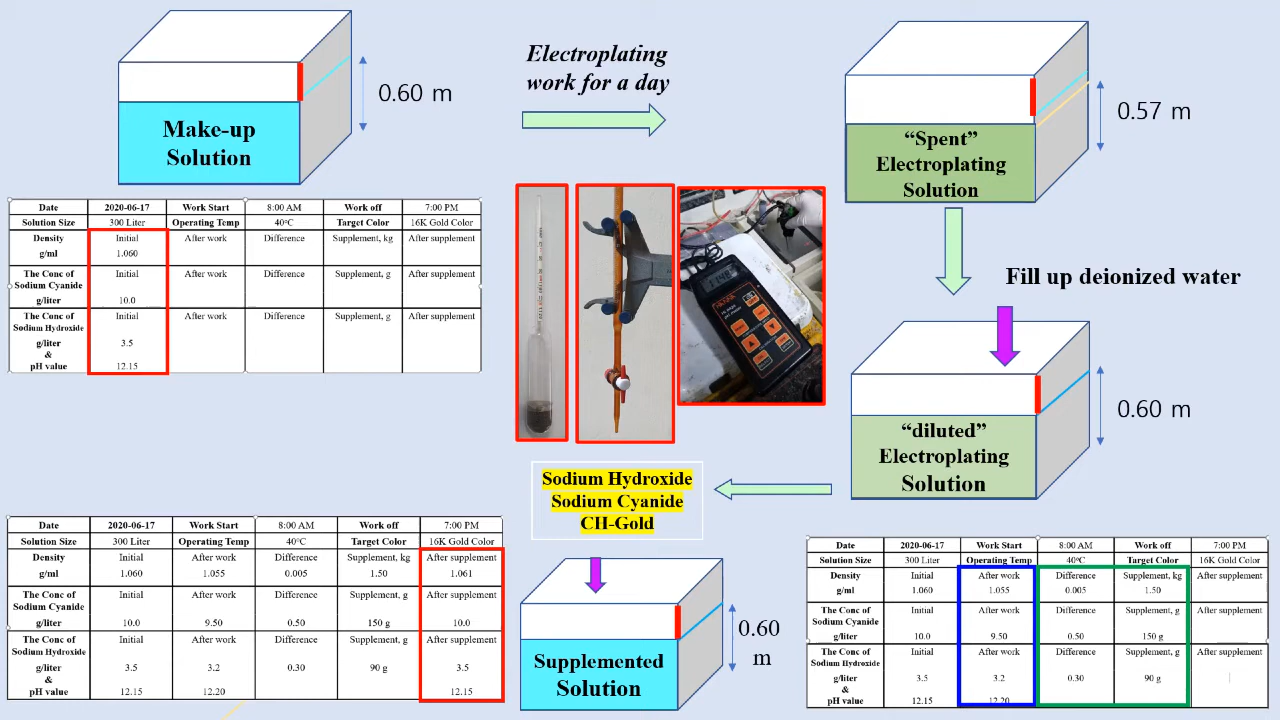 Electroplating
work for a day
0.60 m
Make-up
Solution
0.57 m
“Spent”
Electroplating
Solution
Date 2020-06-17 Work Start 8:00 AM Work off 7:00 PM
Solution Size 300 Liter Operating Temp 40°C Target Color 16K Gold Color
Density Initial After work Difference Supplement, kg After supplement
g/ml 1.060
The Conc of Initial After work Difference Supplement, g After supplement
Sodium Cyanide
g/liter 10.0
The Conc of Initial After work Difference Supplement, g After supplement
Sodium Hydroxide
g/liter 3.5
&
pH value 12.15
Fill up deionized water
0.60 m
“diluted”
Electroplating
Solution
Sodium Hydroxide
Sodium Cyanide
CH-Gold
Date 2020-06-17 Work Start 8:00 AM Work off 7:00 PM
Solution Size 300 Liter Operating Temp 40°C Target Color 16K Gold Color
Density Initial After work Difference Supplement, kg After supplement
g/ml 1.060 1.055 0.005 1.50 1.061
The Conc of Initial After work Difference Supplement, g After supplement
Sodium Cyanide
g/liter 10.0 9.50 0.50 150 g 10.0
The Conc of Initial After work Difference Supplement, g After supplement
Sodium Hydroxide
g/liter 3.5 3.2 0.30 90 g 3.5
&
pH value 12.15 12.20 12.15
0.60
m
Supplemented
Solution
Date 2020-06-17 Work Start 8:00 AM Work off 7:00 PM
Solution Size 300 Liter Operating Temp 40°C Target Color 16K Gold Color
Density Initial After work Difference Supplement, kg After supplement
g/ml 1.060 1.055 0.005 1.50
The Conc of Initial After work Difference Supplement, g After supplement
Sodium Cyanide
g/liter 10.0 9.50 0.50 150 g
The Conc of Initial After work Difference Supplement, g After supplement
Sodium Hydroxide
g/liter 3.5 3.2 0.30 90 g
&
pH value 12.15 12.20